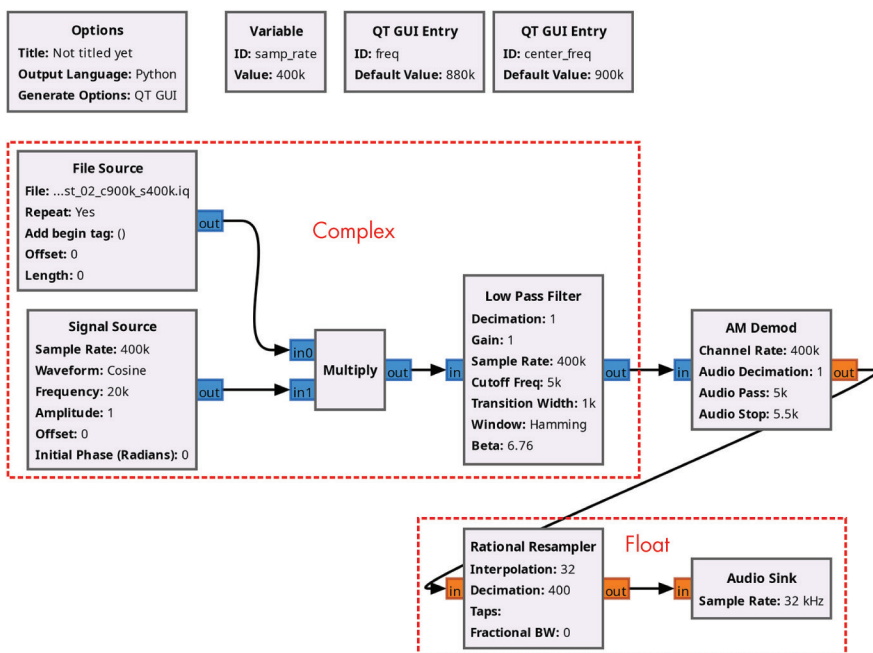 Options
Title: Not titled yet
Output Language: Python
Generate Options: QT GUI
Variable
ID: samp_rate
Value: 400k
QT GUI Entry
ID: freq
Default Value: 880k
QT GUI Entry
ID: center_freq
Default Value: 900k
File Source
File: ...st_02_c900k_s400k.iq
Repeat: Yes
Add begin tag: ()
Offset: 0
Length: 0
out
Complex
Signal Source
Sample Rate: 400k
Waveform: Cosine
Frequency: 20k
Amplitude: 1
Offset: 0
Initial Phase (Radians): 0
out
in0
in1
Multiply
out
Low Pass Filter
Decimation: 1
Gain: 1
Sample Rate: 400k
Cutoff Freq: 5k
Transition Width: 1k
Window: Hamming
Beta: 6.76
in
out
AM Demod
Channel Rate: 400k
Audio Decimation: 1
Audio Pass: 5k
Audio Stop: 5.5k
in
out
Rational Resampler
Interpolation: 32
Decimation: 400
Taps:
Fractional BW: 0
in
out
Float
Audio Sink
Sample Rate: 32 kHz
in